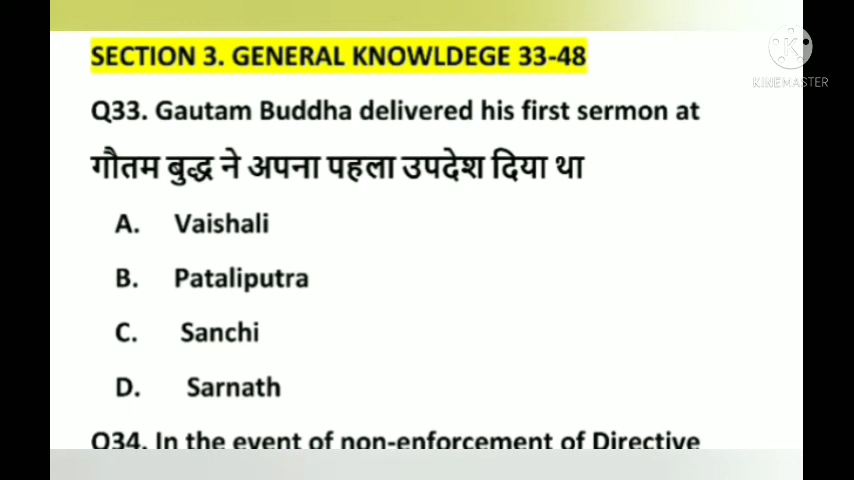 SECTION 3. GENERAL KNOWLDEGE 33-48
KINEMASTER
Q33. Gautam Buddha delivered his first sermon at
गौतम बुद्ध ने अपना पहला उपदेश दिया था
A. Vaishali
B. Pataliputra
C. Sanchi
D. Sarnath
Q34. In the event of non-enforcement of Directive